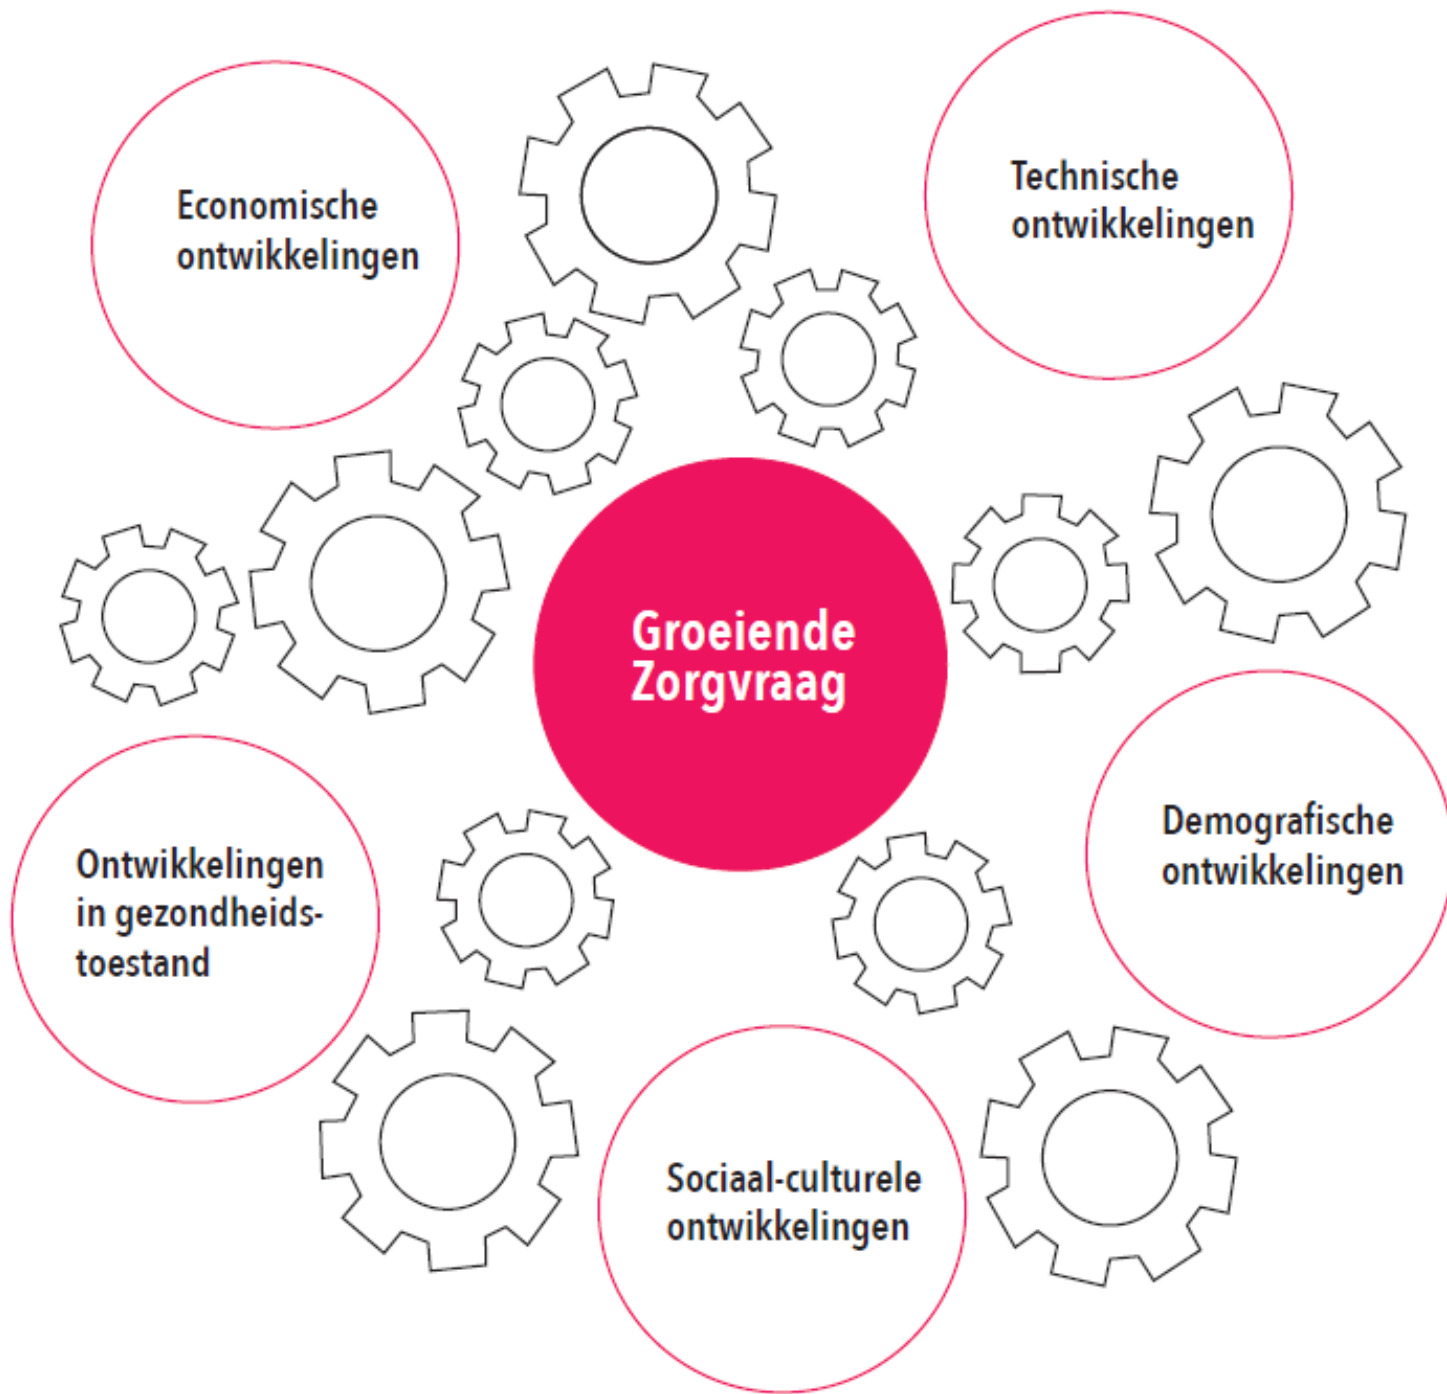 Economische
ontwikkelingen
Technische
ontwikkelingen
Groeiende
Zorgvraag
Ontwikkelingen
in gezondheids-
toestand
Demografische
ontwikkelingen
Sociaal-culturele
ontwikkelingen